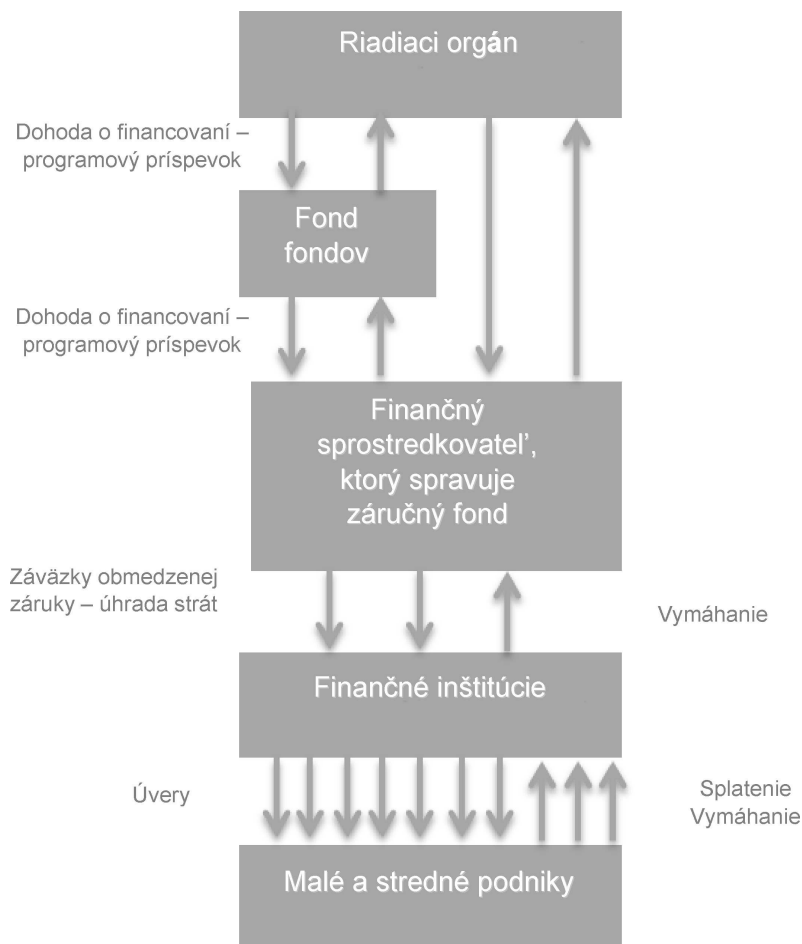 Riadiaci orgán
Dohoda o financovaní –
programový príspevok
Fond
fondov
Dohoda o financovaní –
programový príspevok
Finančný
sprostredkovateľ,
ktorý spravuje
záručný fond
Záväzky obmedzenej
záruky – úhrada strát
Vymáhanie
Finančné inštitúcie
Úvery
Splatenie
Vymáhanie
Malé a stredné podniky